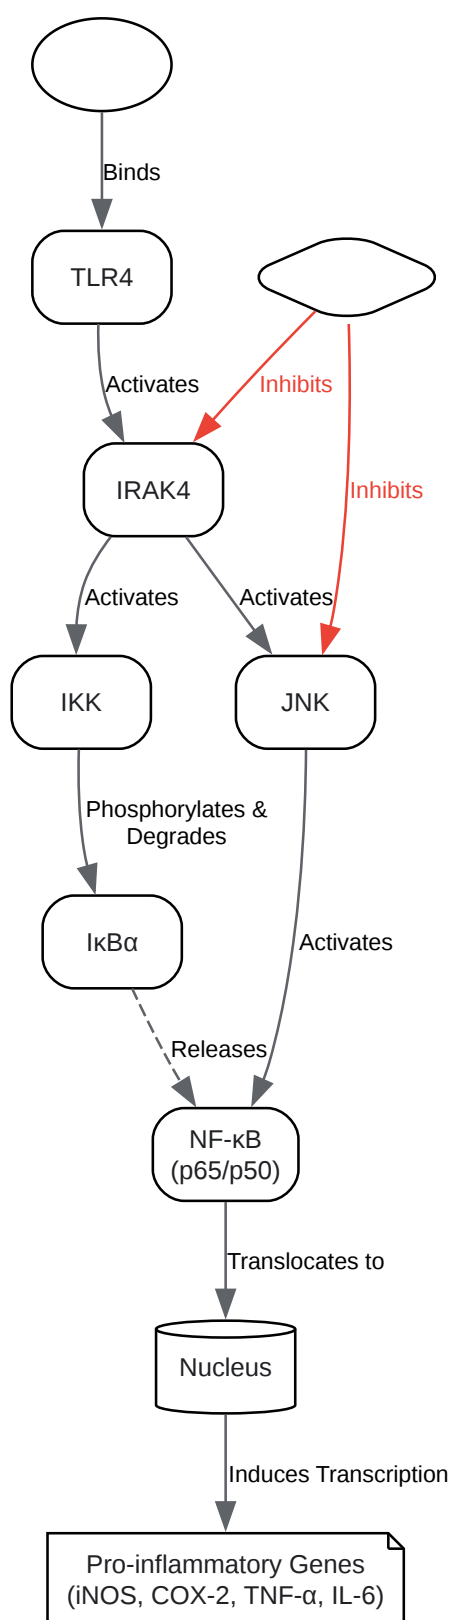 Binds
TLR4
Activates
Inhibits
IRAK4
Inhibits
Activates
Activates
IKK
JNK
Phosphorylates &
Degrades
IκBα
Activates
Releases
NF-κB
(p65/p50)
Translocates to
Nucleus
Induces Transcription
Pro-inflammatory Genes
(iNOS, COX-2, TNF-α, IL-6)